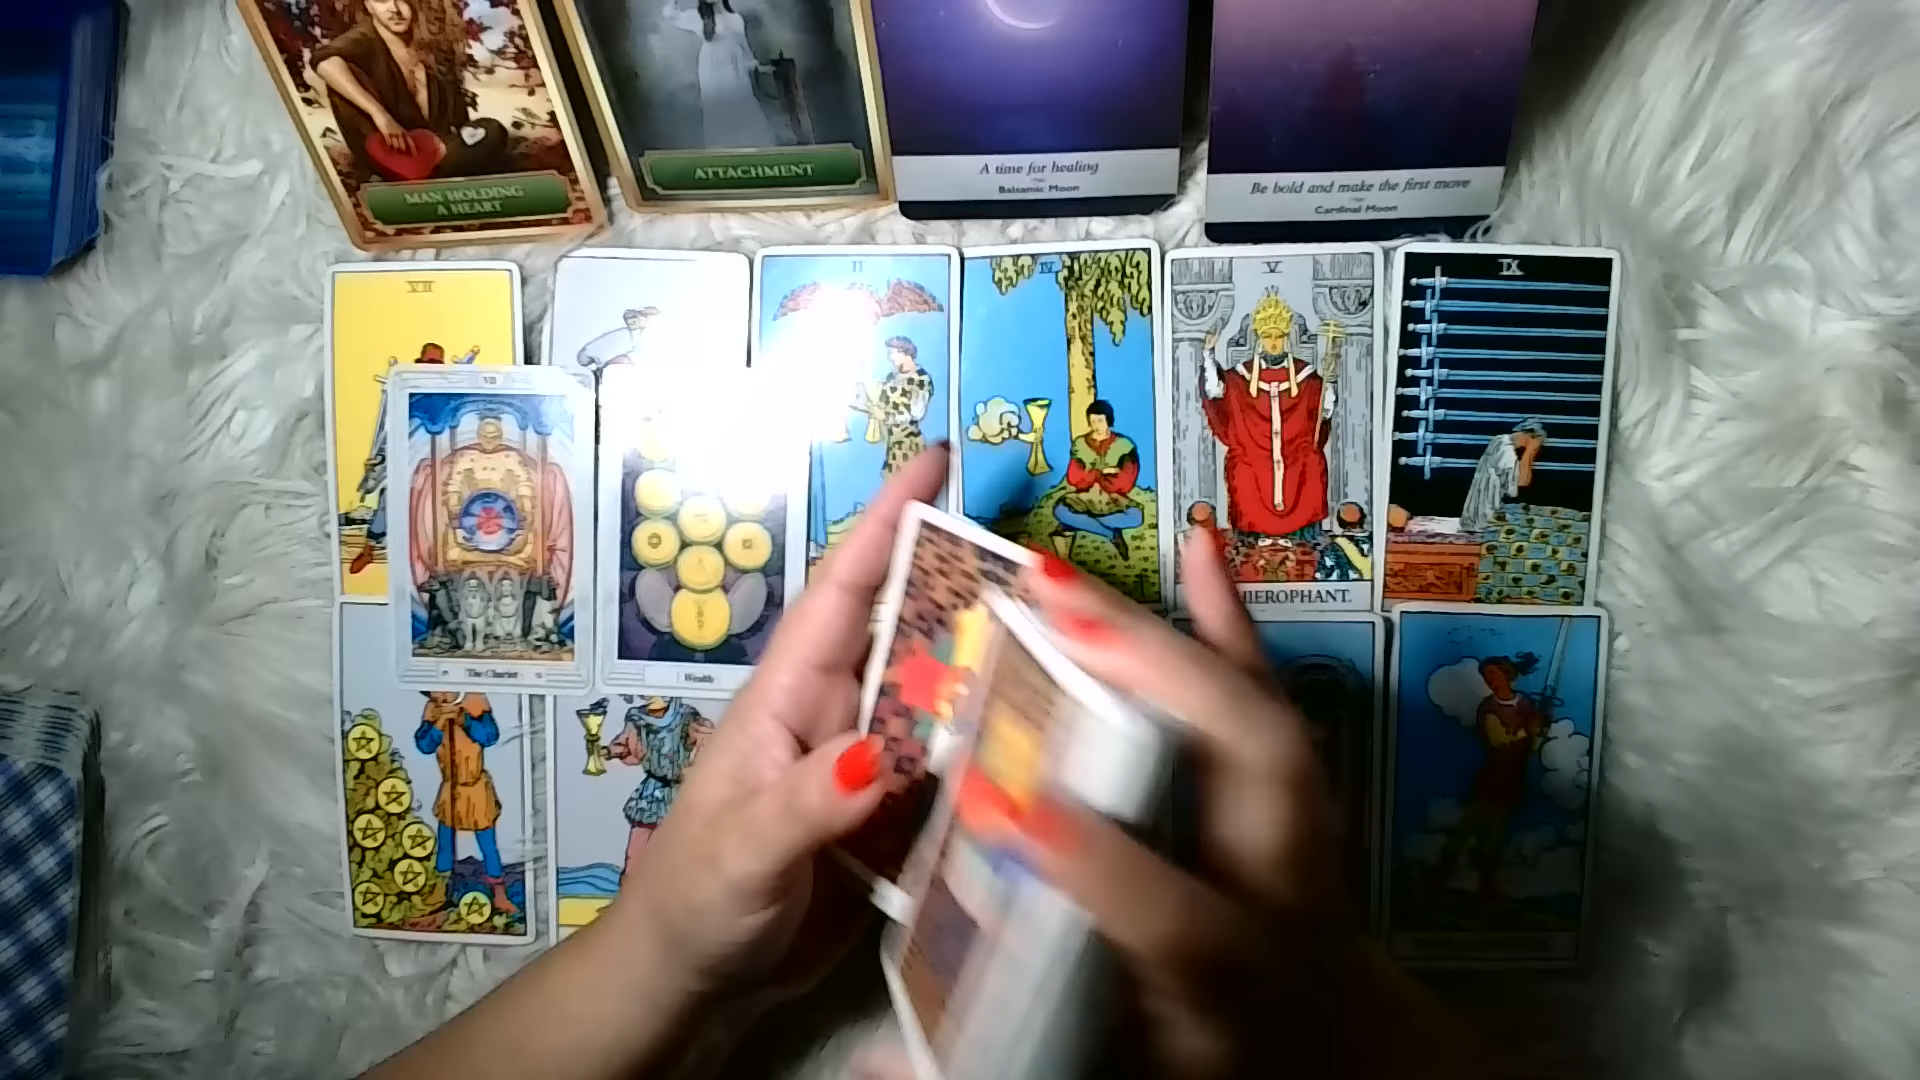 MAN HOLDING
A HEART
ATTACHMENT
A time for healing
Balsamic Moon
Be bold and make the first move
Cardinal Moon
VII
II
IV
V
IX
VII
The Chariot
Wealth
HIEROPHANT.